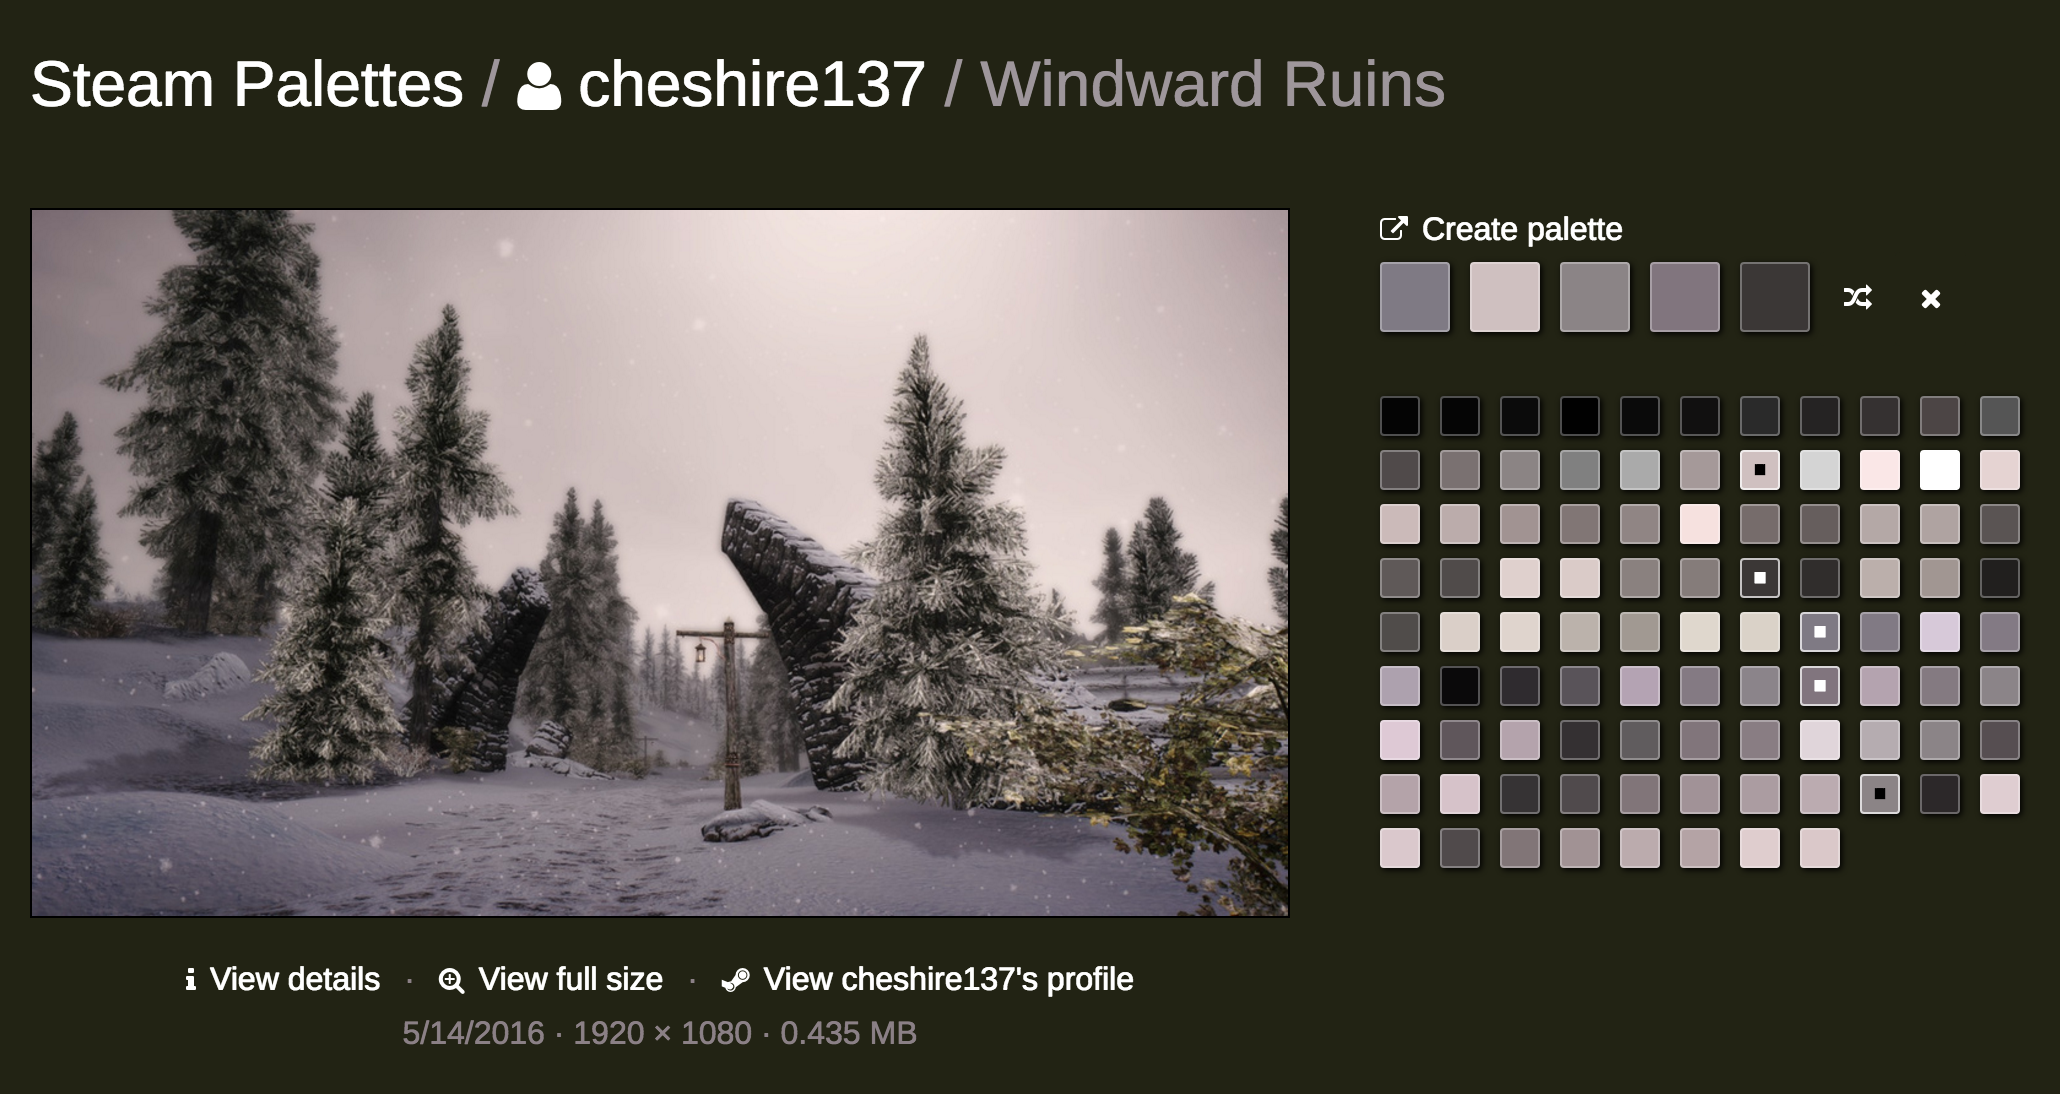 Steam Palettes / cheshire137 / Windward Ruins
Create palette
View details · View full size · View cheshire137's profile
5/14/2016 · 1920 × 1080 · 0.435 MB